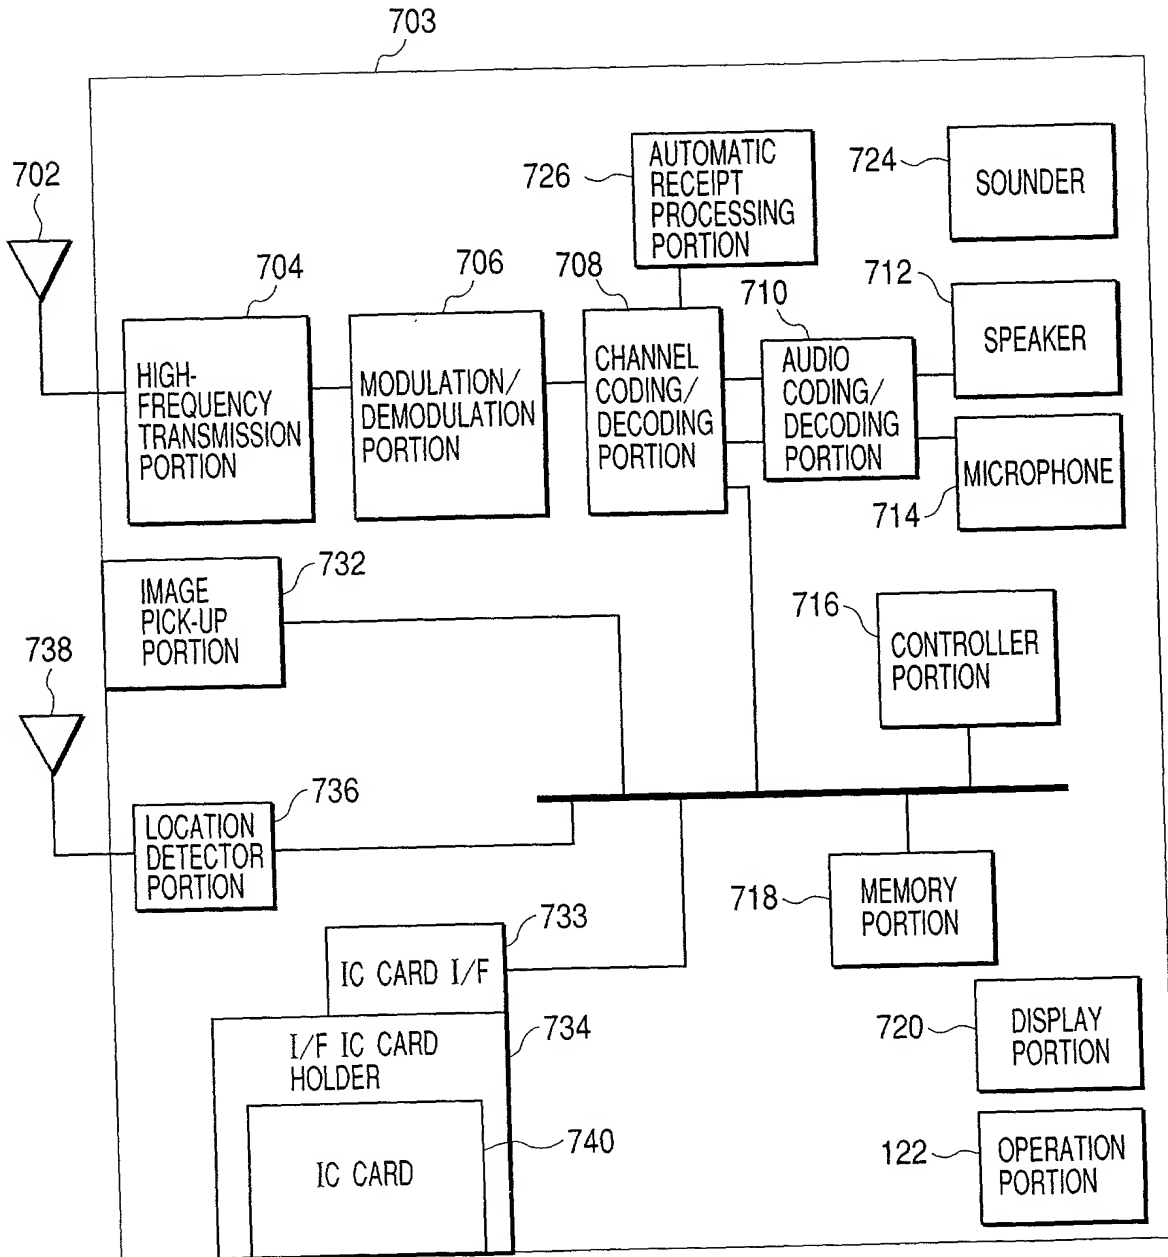 703
702
726
AUTOMATIC
RECEIPT
PROCESSING
PORTION
724
SOUNDER
704
706
708
710
712
HIGH-
FREQUENCY
TRANSMISSION
PORTION
MODULATION/
DEMODULATION
PORTION
CHANNEL
CODING/
DECODING
PORTION
AUDIO
CODING/
DECODING
PORTION
SPEAKER
MICROPHONE
714
IMAGE
PICK-UP
PORTION
732
716
CONTROLLER
PORTION
738
736
LOCATION
DETECTOR
PORTION
718
MEMORY
PORTION
733
IC CARD I/F
734
I/F IC CARD
HOLDER
720
DISPLAY
PORTION
740
IC CARD
122
OPERATION
PORTION